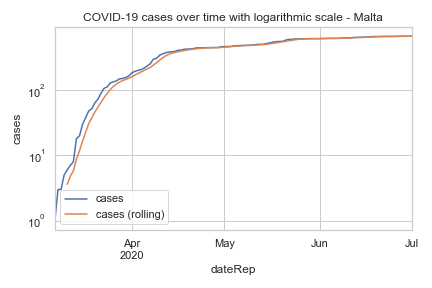 COVID-19 cases over time with logarithmic scale - Malta
cases
10²
10¹
10⁰
cases
cases (rolling)
Apr
2020
May
Jun
Jul
dateRep